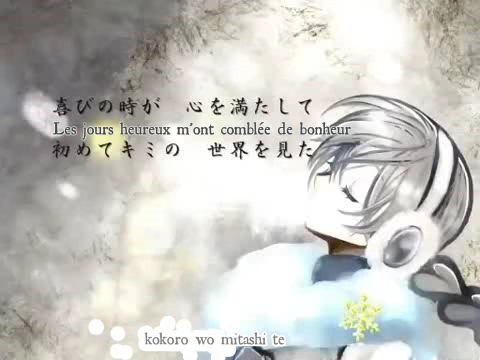 喜びの時が　心を満たして
Les jours heureux m'ont comblée de bonheur
初めてキミの　世界を見た
kokoro wo mitashi te